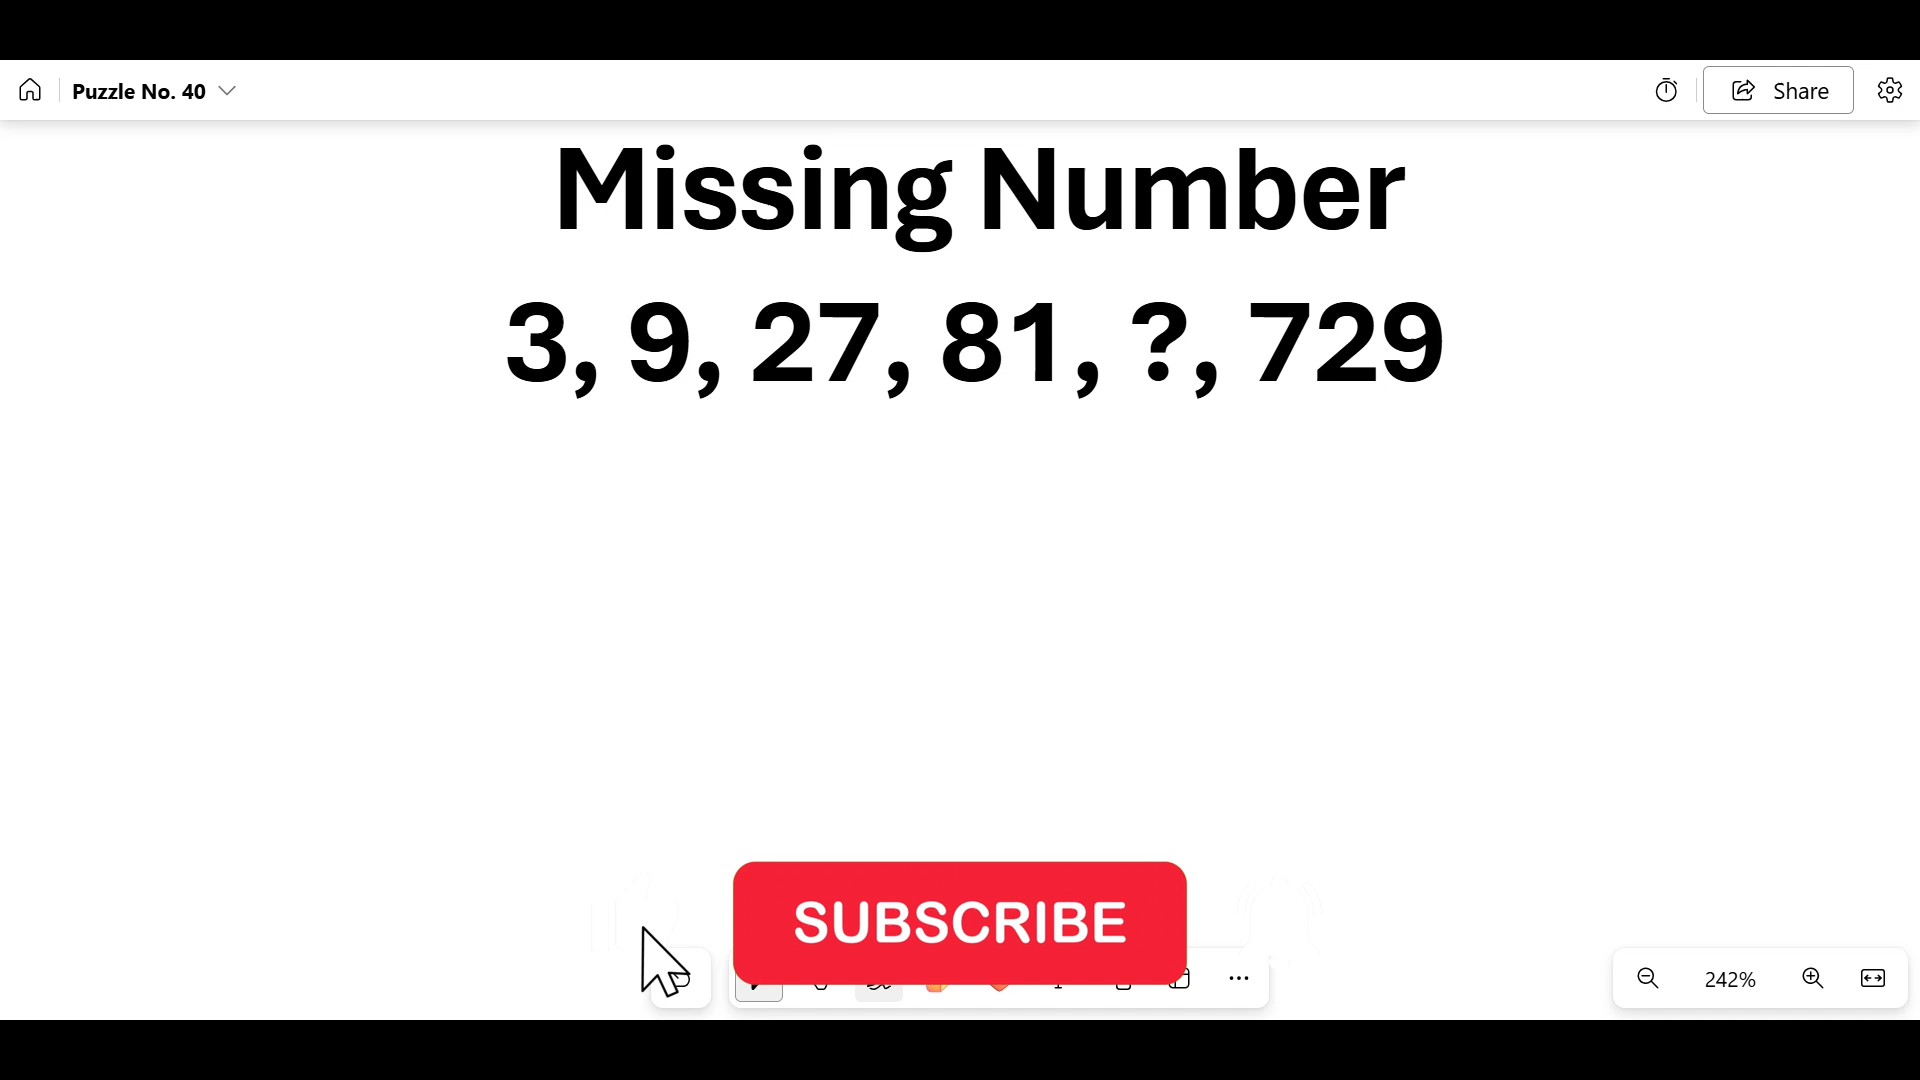 Puzzle No. 40
Share
Missing Number
3, 9, 27, 81, ?, 729
SUBSCRIBE
242%